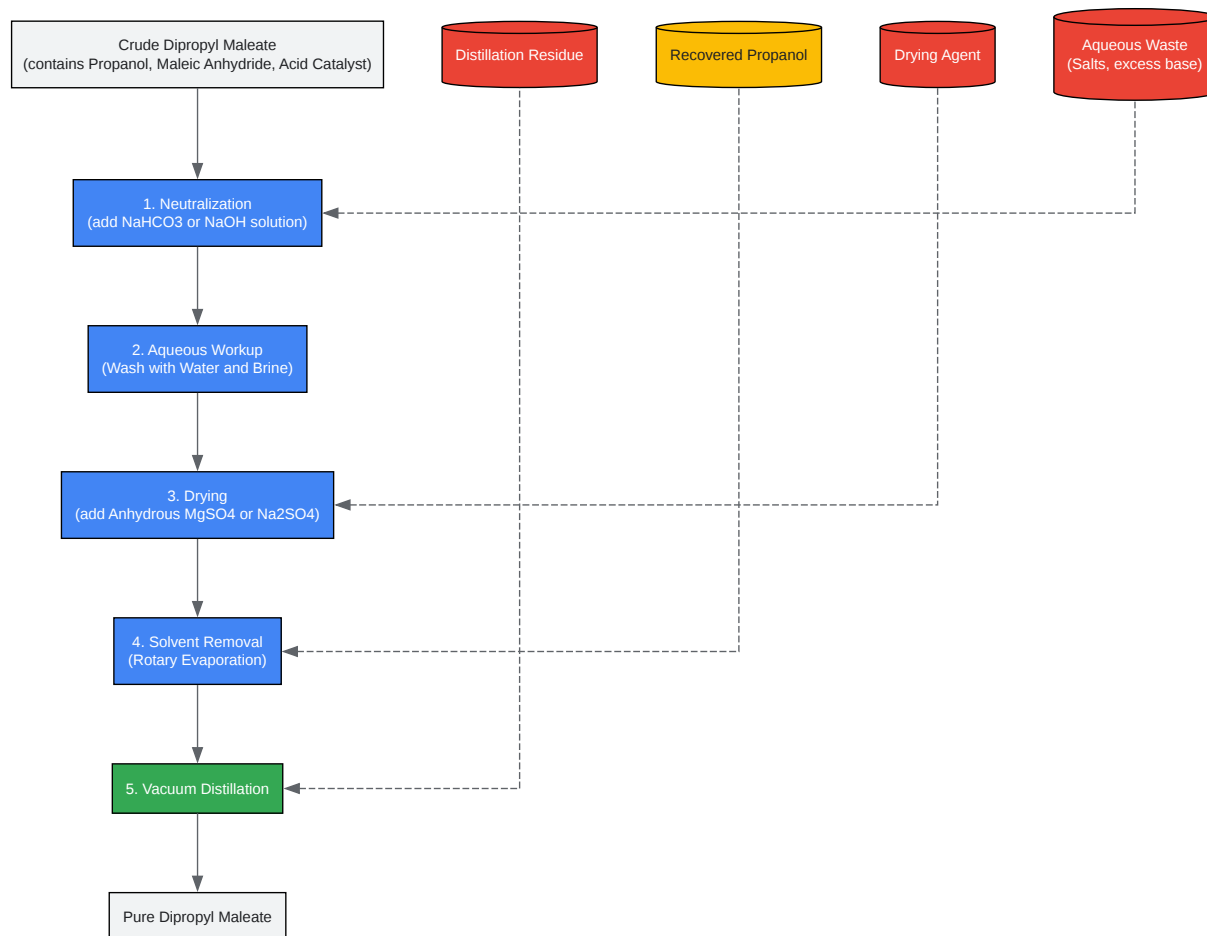 Crude Dipropyl Maleate
(contains Propanol, Maleic Anhydride, Acid Catalyst)
Distillation Residue
Recovered Propanol
Drying Agent
Aqueous Waste
(Salts, excess base)
1. Neutralization
(add NaHCO3 or NaOH solution)
2. Aqueous Workup
(Wash with Water and Brine)
3. Drying
(add Anhydrous MgSO4 or Na2SO4)
4. Solvent Removal
(Rotary Evaporation)
5. Vacuum Distillation
Pure Dipropyl Maleate